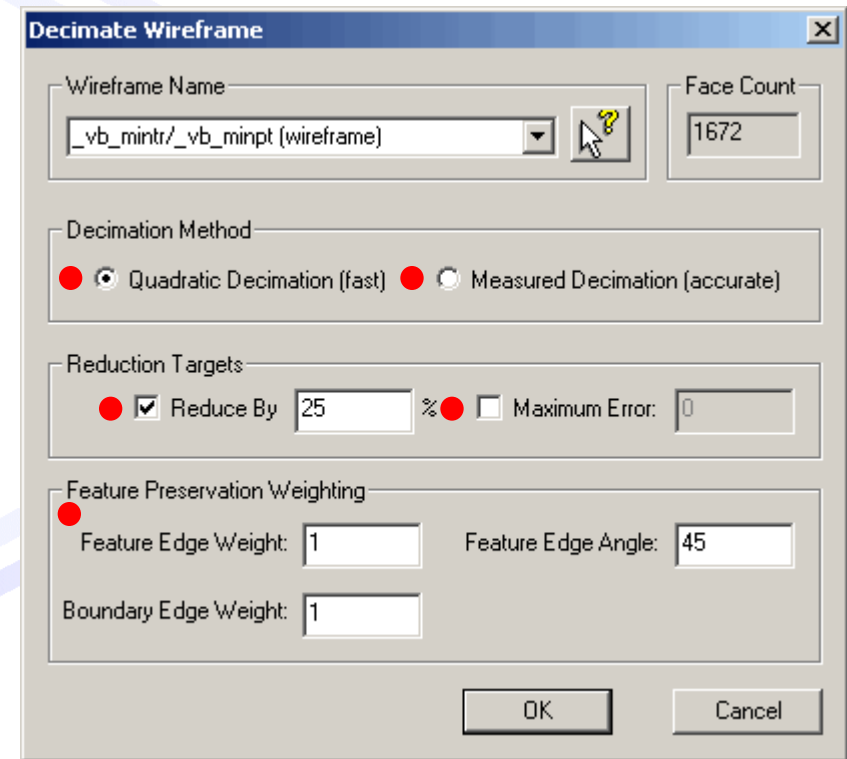 Decimate Wireframe
Wireframe Name
Face Count
_vb_mintr/_vb_minpt (wireframe)
?
1672
Decimation Method
Quadratic Decimation (fast)
Measured Decimation (accurate)
Reduction Targets
Reduce By 25 %
Maximum Error: 0
Feature Preservation Weighting
Feature Edge Weight: 1
Feature Edge Angle: 45
Boundary Edge Weight: 1
OK
Cancel